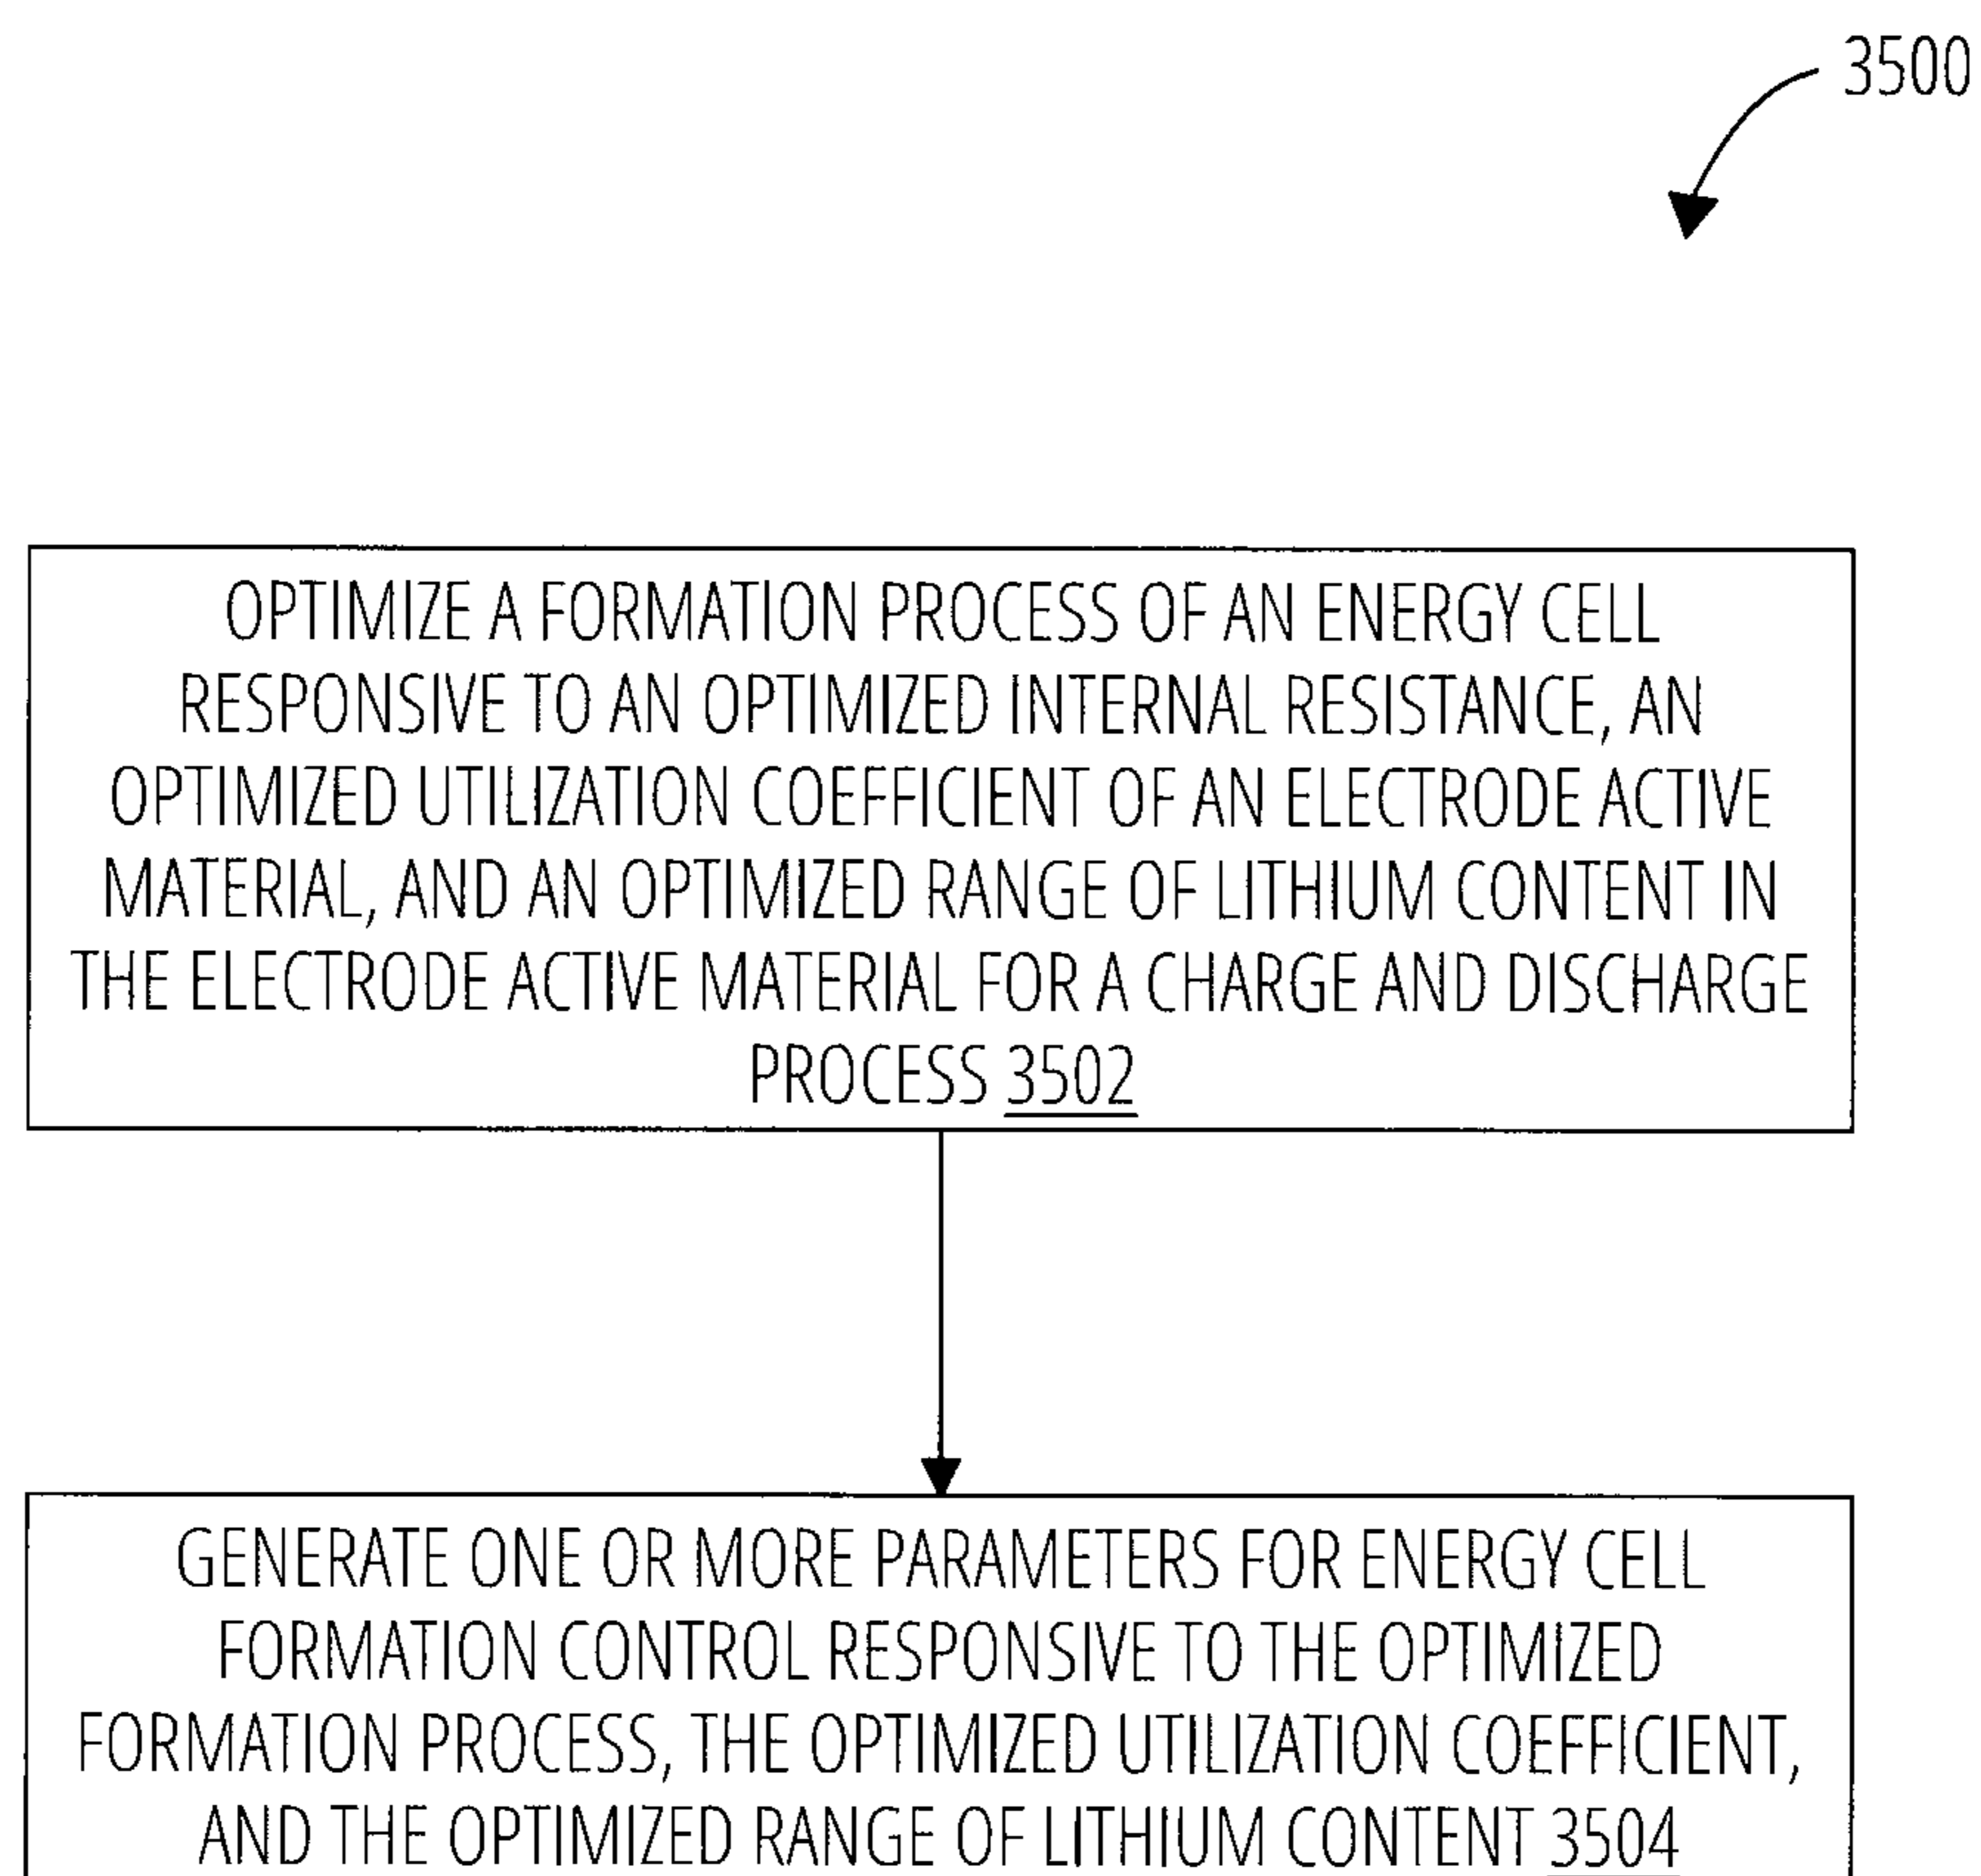 3500
OPTIMIZE A FORMATION PROCESS OF AN ENERGY CELL
RESPONSIVE TO AN OPTIMIZED INTERNAL RESISTANCE, AN
OPTIMIZED UTILIZATION COEFFICIENT OF AN ELECTRODE ACTIVE
MATERIAL, AND AN OPTIMIZED RANGE OF LITHIUM CONTENT IN
THE ELECTRODE ACTIVE MATERIAL FOR A CHARGE AND DISCHARGE
PROCESS 3502
GENERATE ONE OR MORE PARAMETERS FOR ENERGY CELL
FORMATION CONTROL RESPONSIVE TO THE OPTIMIZED
FORMATION PROCESS, THE OPTIMIZED UTILIZATION COEFFICIENT,
AND THE OPTIMIZED RANGE OF LITHIUM CONTENT 3504